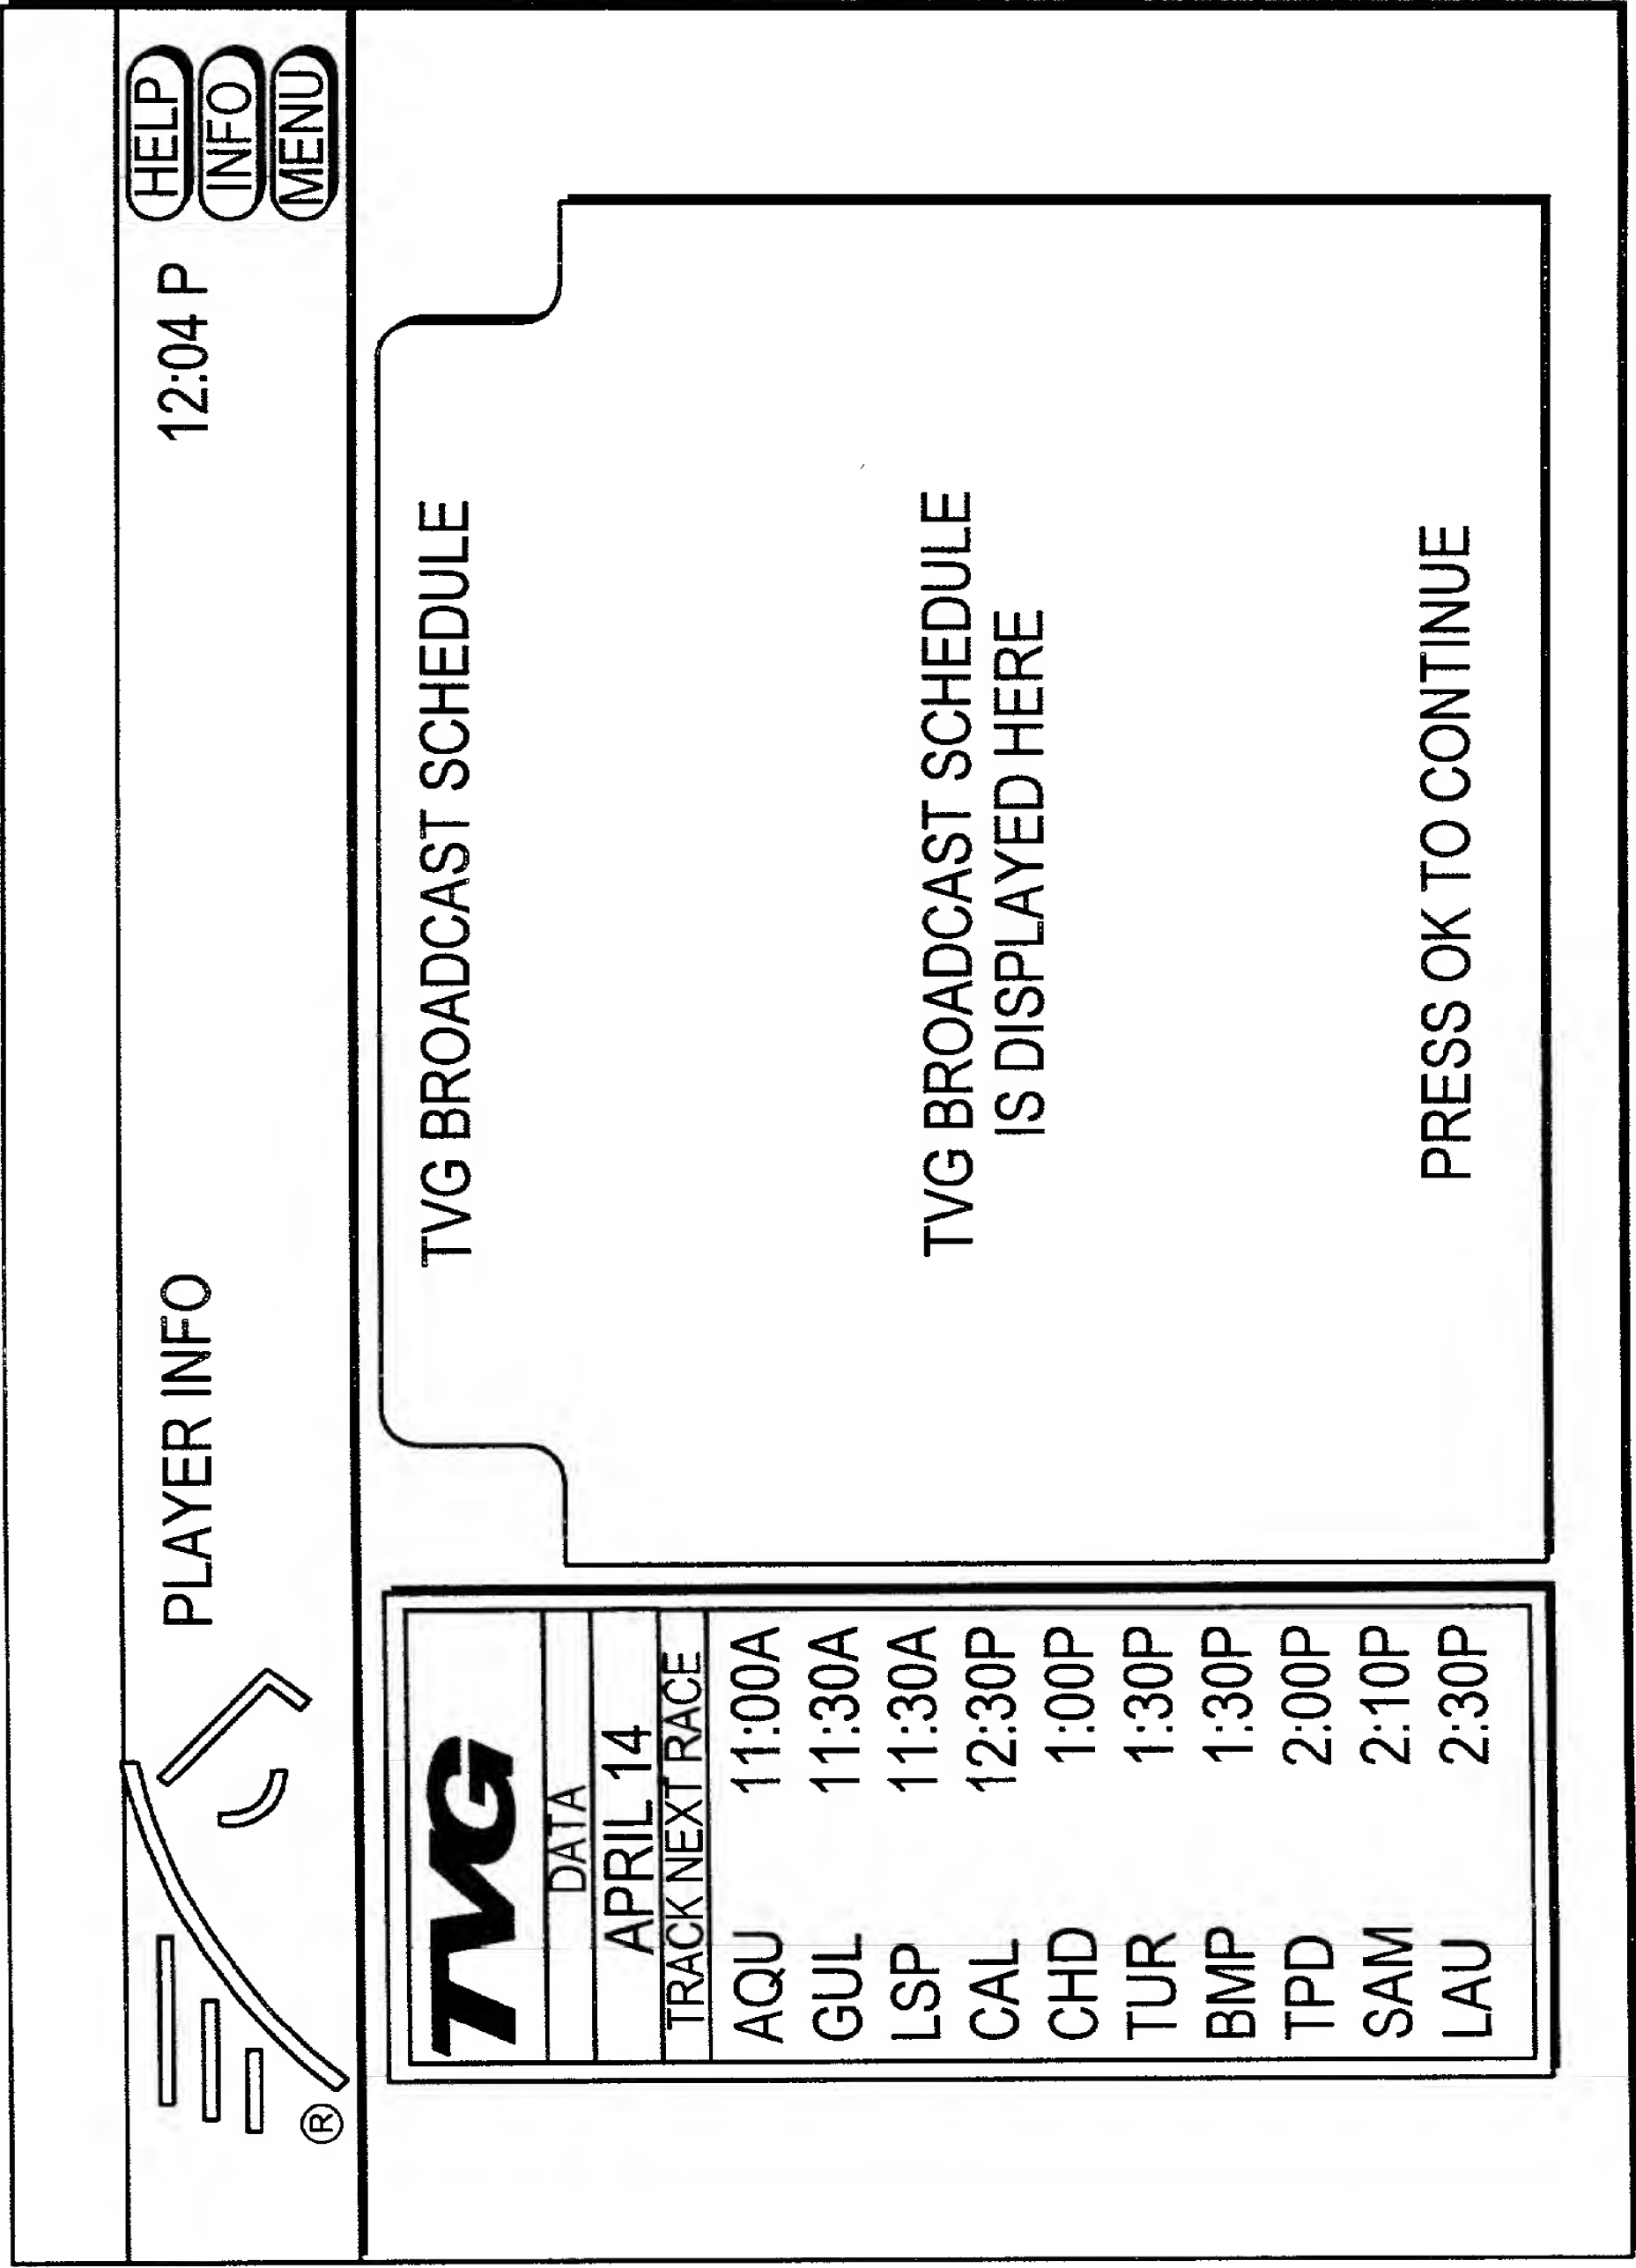 PLAYER INFO 12:04 P
HELP
INFO
MENU
®
TVG
DATA
APRIL 14
TRACK NEXT RACE
AQU 11:00A
GUL 11:30A
LSP 11:30A
CAL 12:30P
CHD 1:00P
TUR 1:30P
BMP 1:30P
TPD 2:00P
SAM 2:10P
LAU 2:30P
TVG BROADCAST SCHEDULE
TVG BROADCAST SCHEDULE
IS DISPLAYED HERE
PRESS OK TO CONTINUE